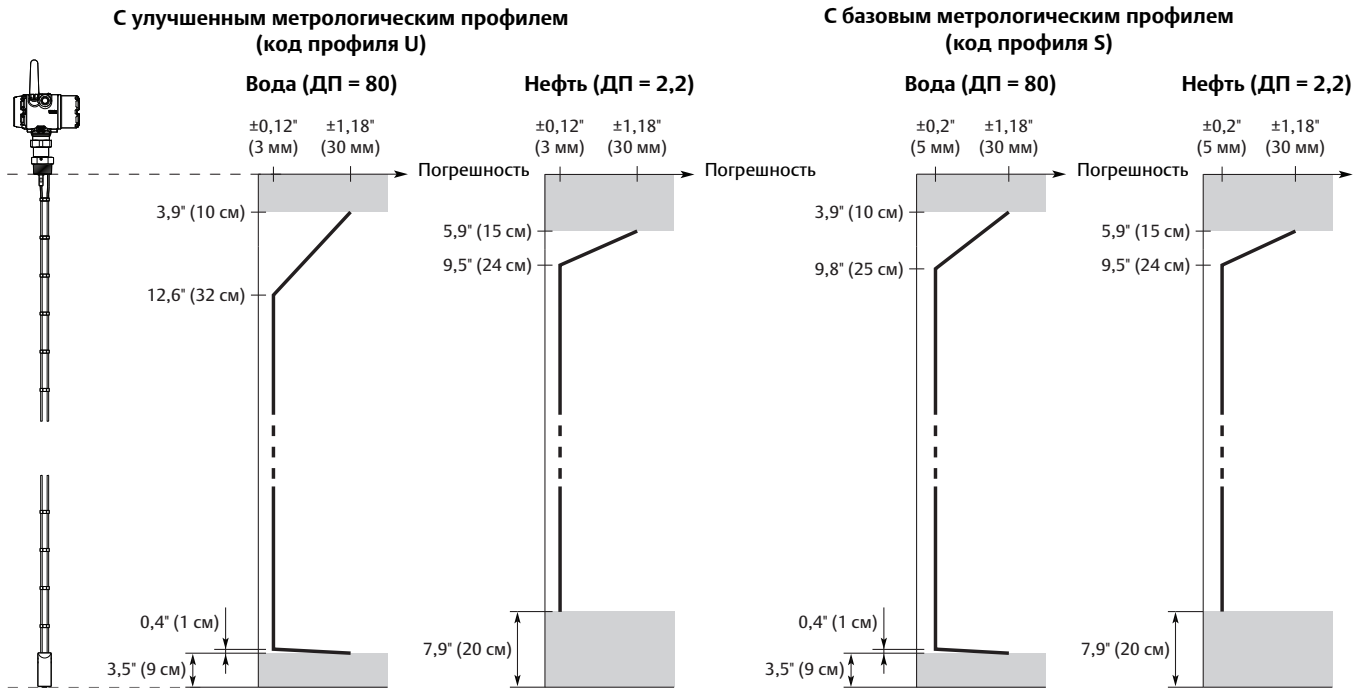 С улучшенным метрологическим профилем
(код профиля U)
С базовым метрологическим профилем
(код профиля S)
Вода (ДП = 80)
Нефть (ДП = 2,2)
Вода (ДП = 80)
Нефть (ДП = 2,2)
±0,12"
(3 мм)
±1,18"
(30 мм)
±0,12"
(3 мм)
±1,18"
(30 мм)
±0,2"
(5 мм)
±1,18"
(30 мм)
±0,2"
(5 мм)
±1,18"
(30 мм)
Погрешность
Погрешность
Погрешность
3,9" (10 см)
12,6" (32 см)
0,4" (1 см)
3,5" (9 см)
5,9" (15 см)
9,5" (24 см)
7,9" (20 см)
3,9" (10 см)
9,8" (25 см)
0,4" (1 см)
3,5" (9 см)
5,9" (15 см)
9,5" (24 см)
7,9" (20 см)